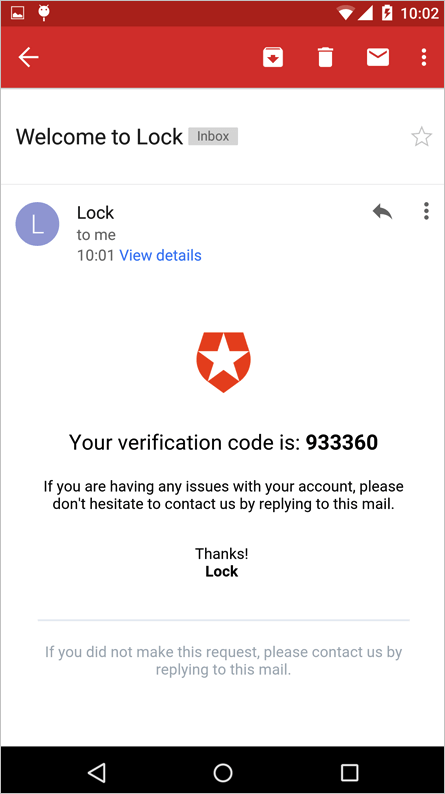 10:02
Welcome to Lock Inbox
L
Lock
to me
10:01 View details
Your verification code is: 933360
If you are having any issues with your account, please
don't hesitate to contact us by replying to this mail.
Thanks!
Lock
If you did not make this request, please contact us by
replying to this mail.